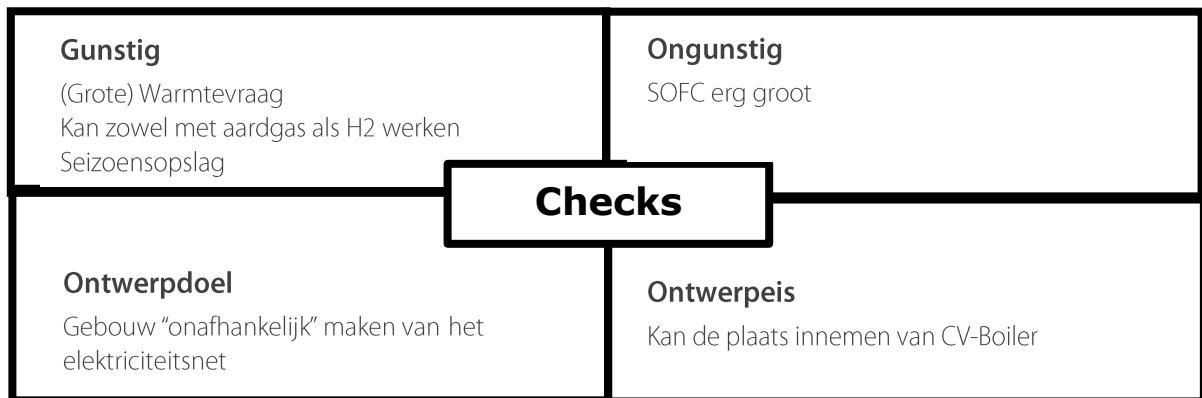 Gunstig
(Grote) Warmtevraag
Kan zowel met aardgas als H2 werken
Seizoensopslag
Ongunstig
SOFC erg groot
Checks
Ontwerpdoel
Gebouw “onafhankelijk” maken van het
elektriciteitsnet
Ontwerpeis
Kan de plaats innemen van CV-Boiler